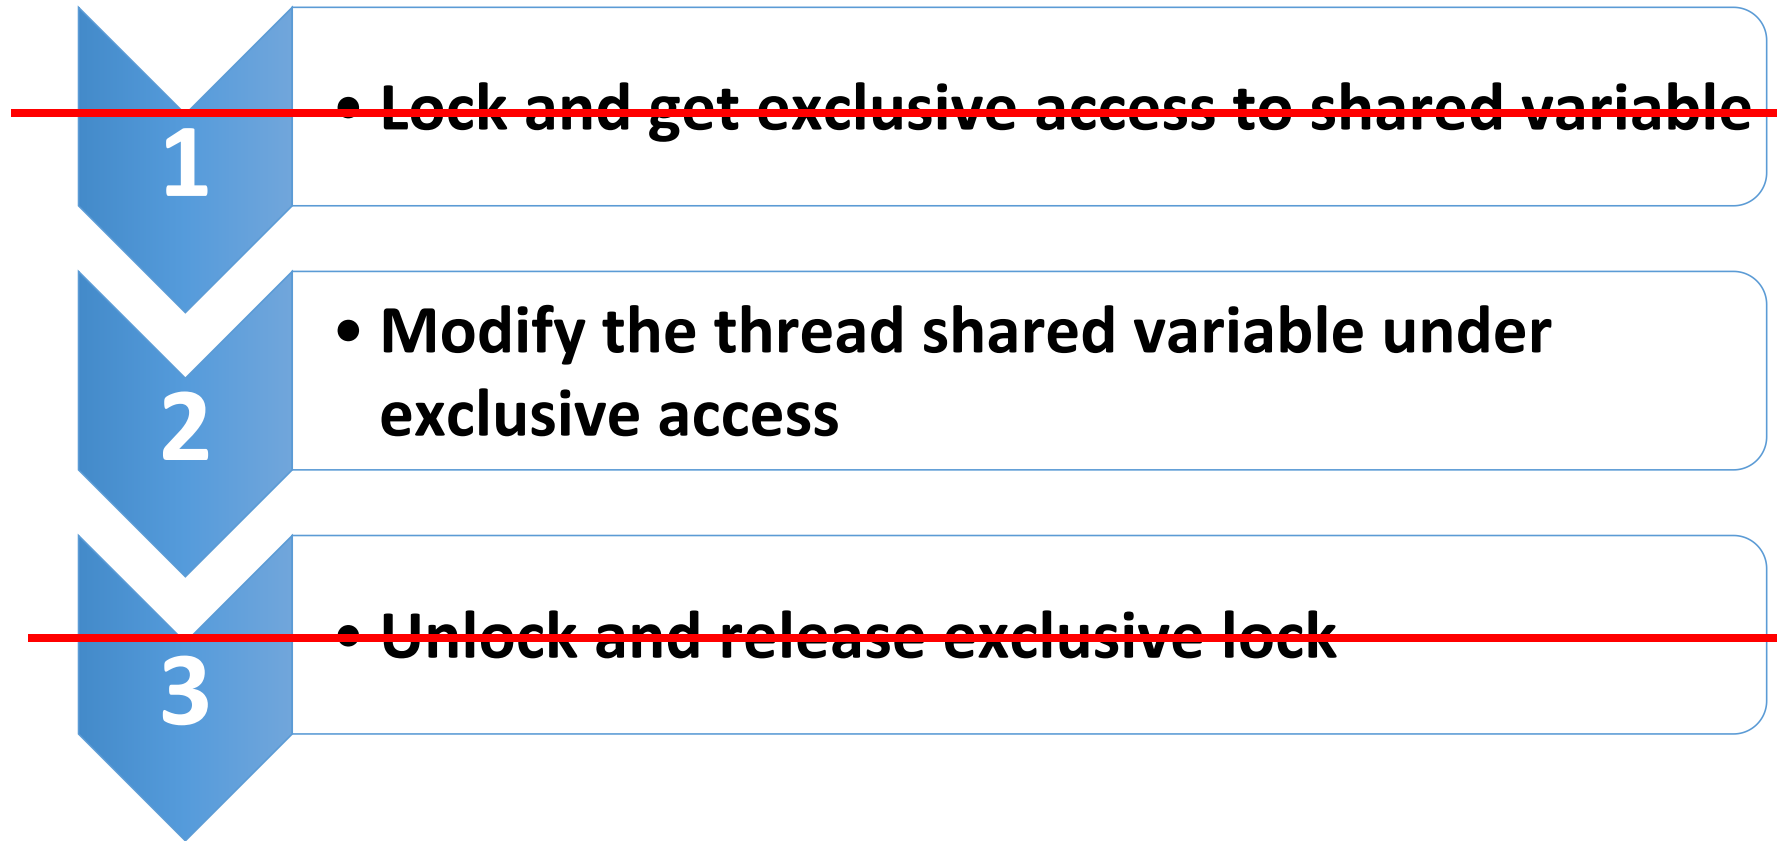 1
• Lock and get exclusive access to shared variable
2
• Modify the thread shared variable under
exclusive access
3
• Unlock and release exclusive lock